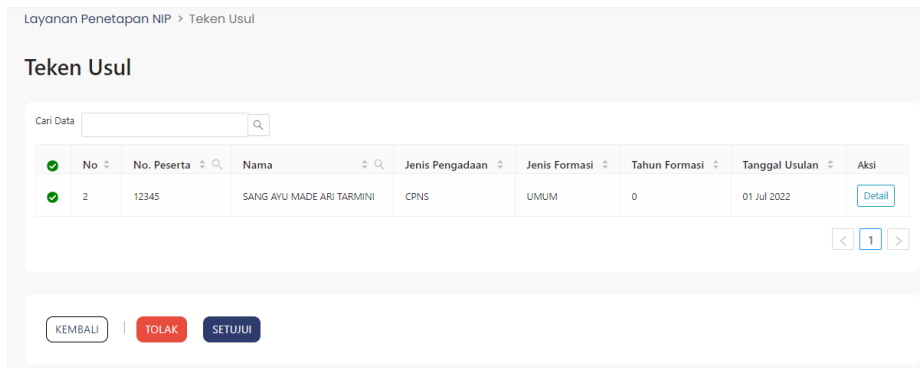 Layanan Penetapan NIP > Teken Usul
Teken Usul
Cari Data
No No. Peserta Nama Jenis Pengadaan Jenis Formasi Tahun Formasi Tanggal Usulan Aksi
2 12345 SANG AYU MADE ARI TARMINI CPNS UMUM 0 01 Jul 2022 Detail
< 1 >
KEMBALI | TOLAK SETUJUI